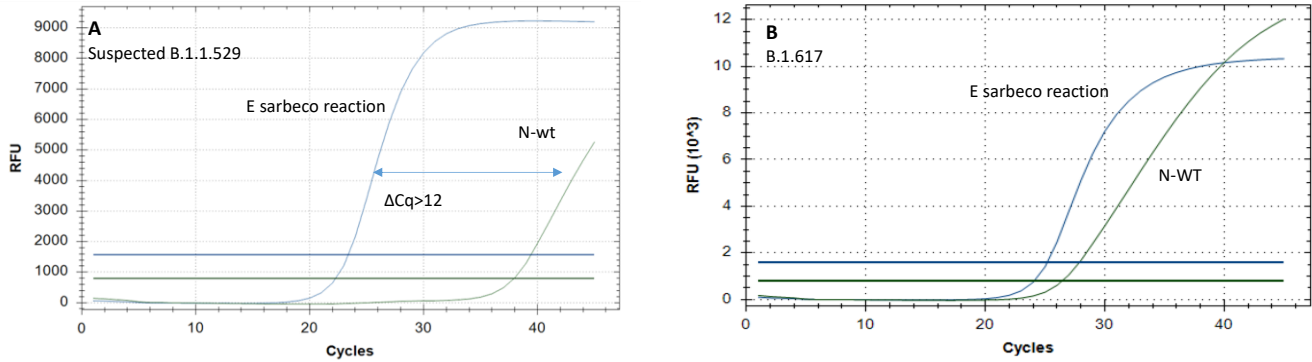 A
Suspected B.1.1.529
E sarbeco reaction
N-wt
ΔCq>12
RFU
9000
8000
7000
6000
5000
4000
3000
2000
1000
0
0 10 20 30 40
Cycles
B
B.1.617
E sarbeco reaction
N-WT
RFU (10^3)
12
10
8
6
4
2
0
0 10 20 30 40
Cycles